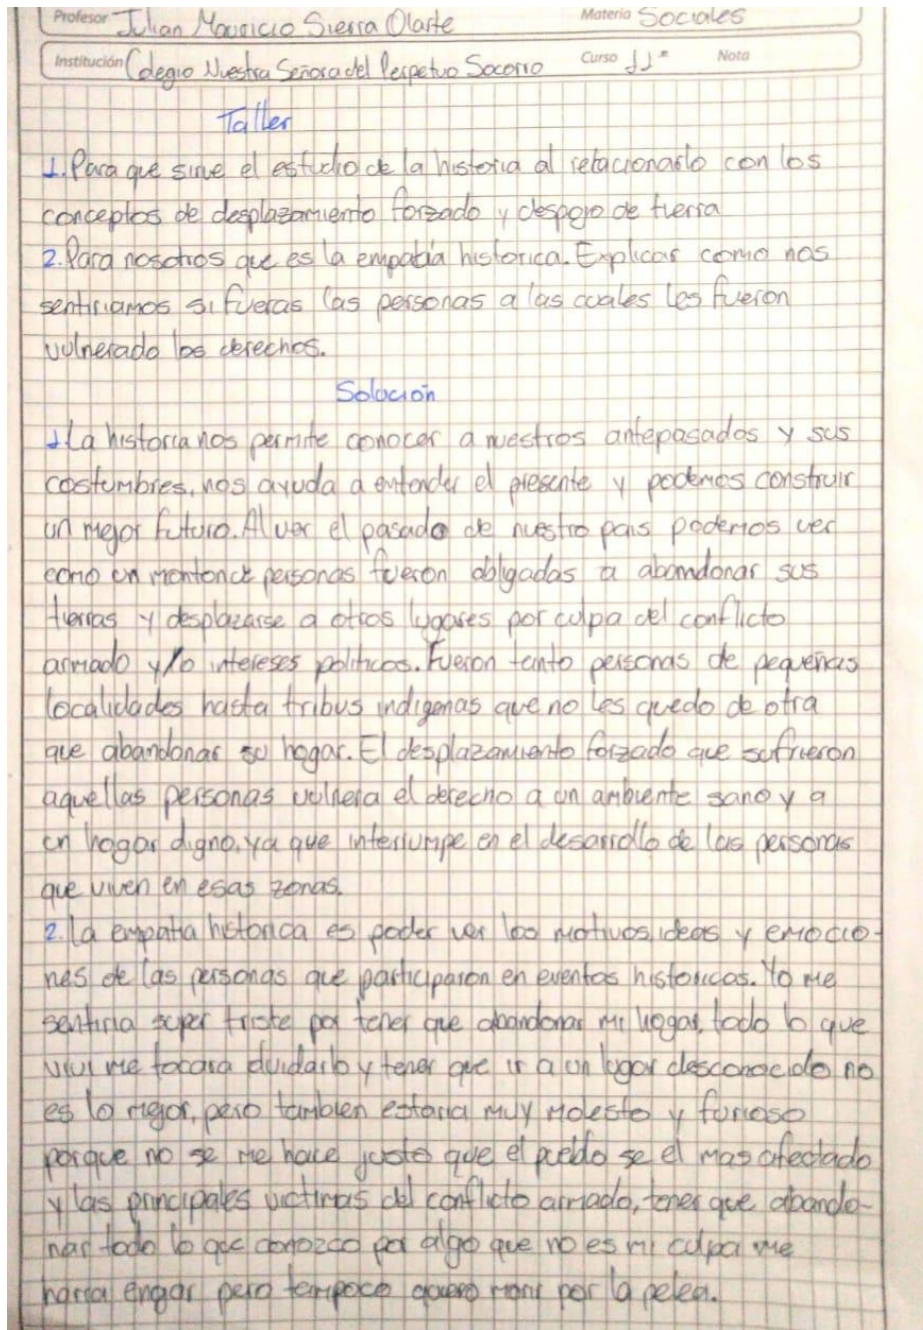 Profesor Julian Mauricio Sierra Olarte Materia Sociales
Institución Colegio Nuestra Señora del Perpetuo Socorro Curso 11° Nota
Taller
1. Para que sirve el estudio de la historia al relacionarlo con los
conceptos de desplazamiento forzado y despojo de tierra
2. Para nosotros que es la empatia historica. Explicar como nos
sentiriamos si fueras las personas a las cuales les fueron
vulnerado los derechos.
Solución
1. La historia nos permite conocer a nuestros antepasados y sus
costumbres, nos ayuda a entender el presente y podemos construir
un mejor futuro. Al ver el pasado de nuestro pais podemos ver
como un monton de personas fueron obligadas a abandonar sus
tierras y desplazarse a otros lugares por culpa del conflicto
armado y/o intereses politicos. Fueron tanto personas de pequeñas
localidades hasta tribus indigenas que no les quedo de otra
que abandonar su hogar. El desplazamiento forzado que sufrieron
aquellas personas vulnera el derecho a un ambiente sano y a
un hogar digno, ya que interrumpe en el desarrollo de las personas
que viven en esas zonas.
2. La empatia historica es poder ver los motivos, ideas y emocio-
nes de las personas que participaron en eventos historicos. Yo me
sentiria super triste por tener que abandonar mi hogar, todo lo que
vivi me tocara olvidarlo y tener que ir a un lugar desconocido no
es lo mejor, pero tambien estaria muy molesto y furioso
porque no se me hace justo que el pueblo se el mas afectado
y las principales victimas del conflicto armado, tener que abando-
nar todo lo que conozco por algo que no es mi culpa me
haria enojar pero tampoco quiero morir por la pelea.